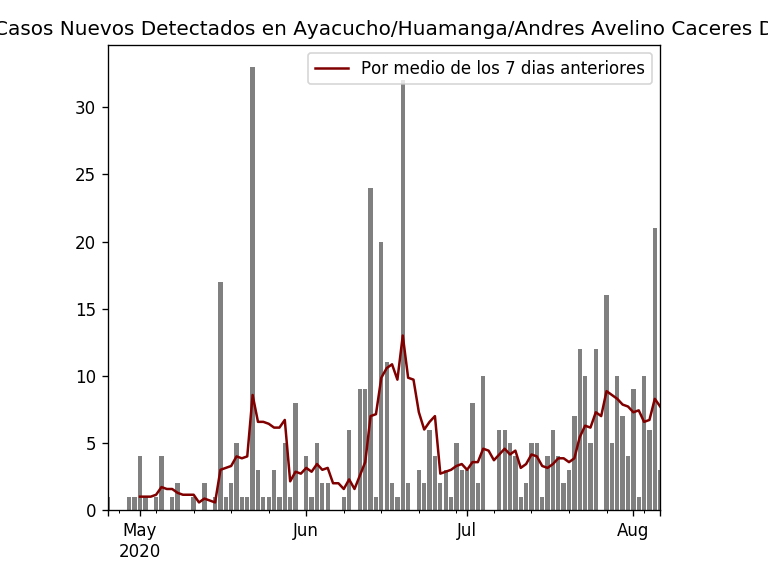 Casos Nuevos Detectados en Ayacucho/Huamanga/Andres Avelino Caceres D
Por medio de los 7 dias anteriores
30
25
20
15
10
5
0
May Jun Jul Aug
2020